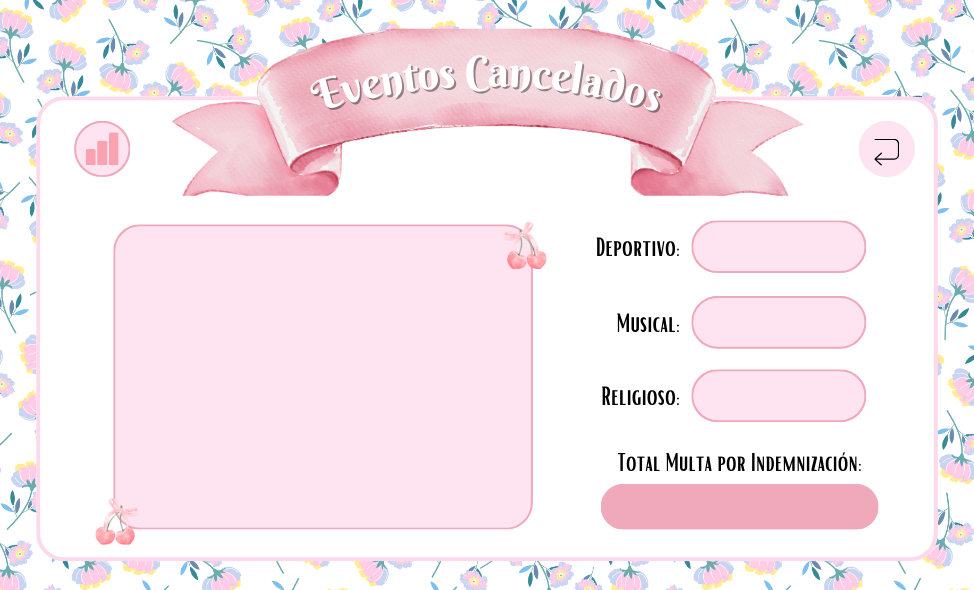 Eventos Cancelados
Deportivo:
Musical:
Religioso:
Total Multa por Indemnización: